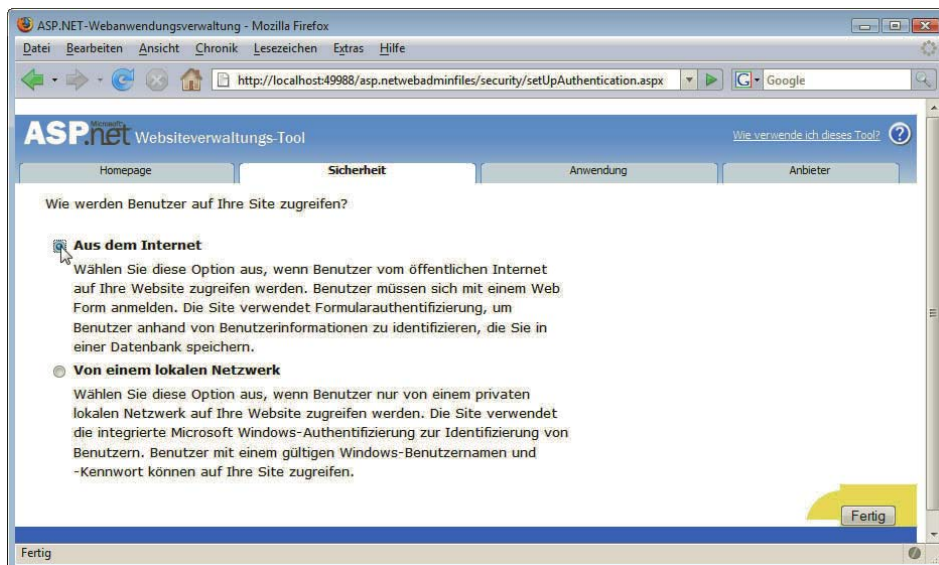 ASP.NET-Webanwendungsverwaltung - Mozilla Firefox
Datei Bearbeiten Ansicht Chronik Lesezeichen Extras Hilfe
http://localhost:49988/asp.netwebadminfiles/security/setUpAuthentication.aspx
G Google
Microsoft
ASP.net Websiteverwaltungs-Tool
Wie verwende ich dieses Tool? ?
Homepage Sicherheit Anwendung Anbieter
Wie werden Benutzer auf Ihre Site zugreifen?
Aus dem Internet
Wählen Sie diese Option aus, wenn Benutzer vom öffentlichen Internet
auf Ihre Website zugreifen werden. Benutzer müssen sich mit einem Web
Form anmelden. Die Site verwendet Formularauthentifizierung, um
Benutzer anhand von Benutzerinformationen zu identifizieren, die Sie in
einer Datenbank speichern.
Von einem lokalen Netzwerk
Wählen Sie diese Option aus, wenn Benutzer nur von einem privaten
lokalen Netzwerk auf Ihre Website zugreifen werden. Die Site verwendet
die integrierte Microsoft Windows-Authentifizierung zur Identifizierung von
Benutzern. Benutzer mit einem gültigen Windows-Benutzernamen und
-Kennwort können auf Ihre Site zugreifen.
Fertig
Fertig